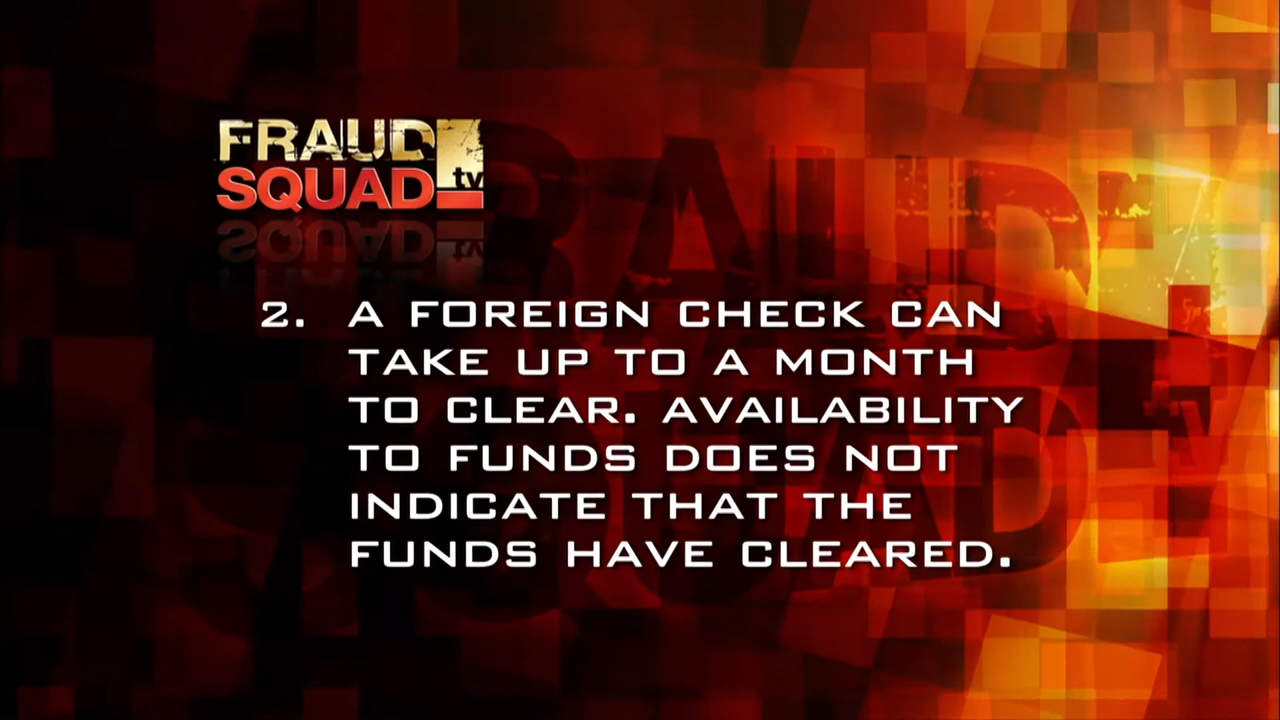 FRAUD
SQUAD tv
2. A FOREIGN CHECK CAN
TAKE UP TO A MONTH
TO CLEAR. AVAILABILITY
TO FUNDS DOES NOT
INDICATE THAT THE
FUNDS HAVE CLEARED.